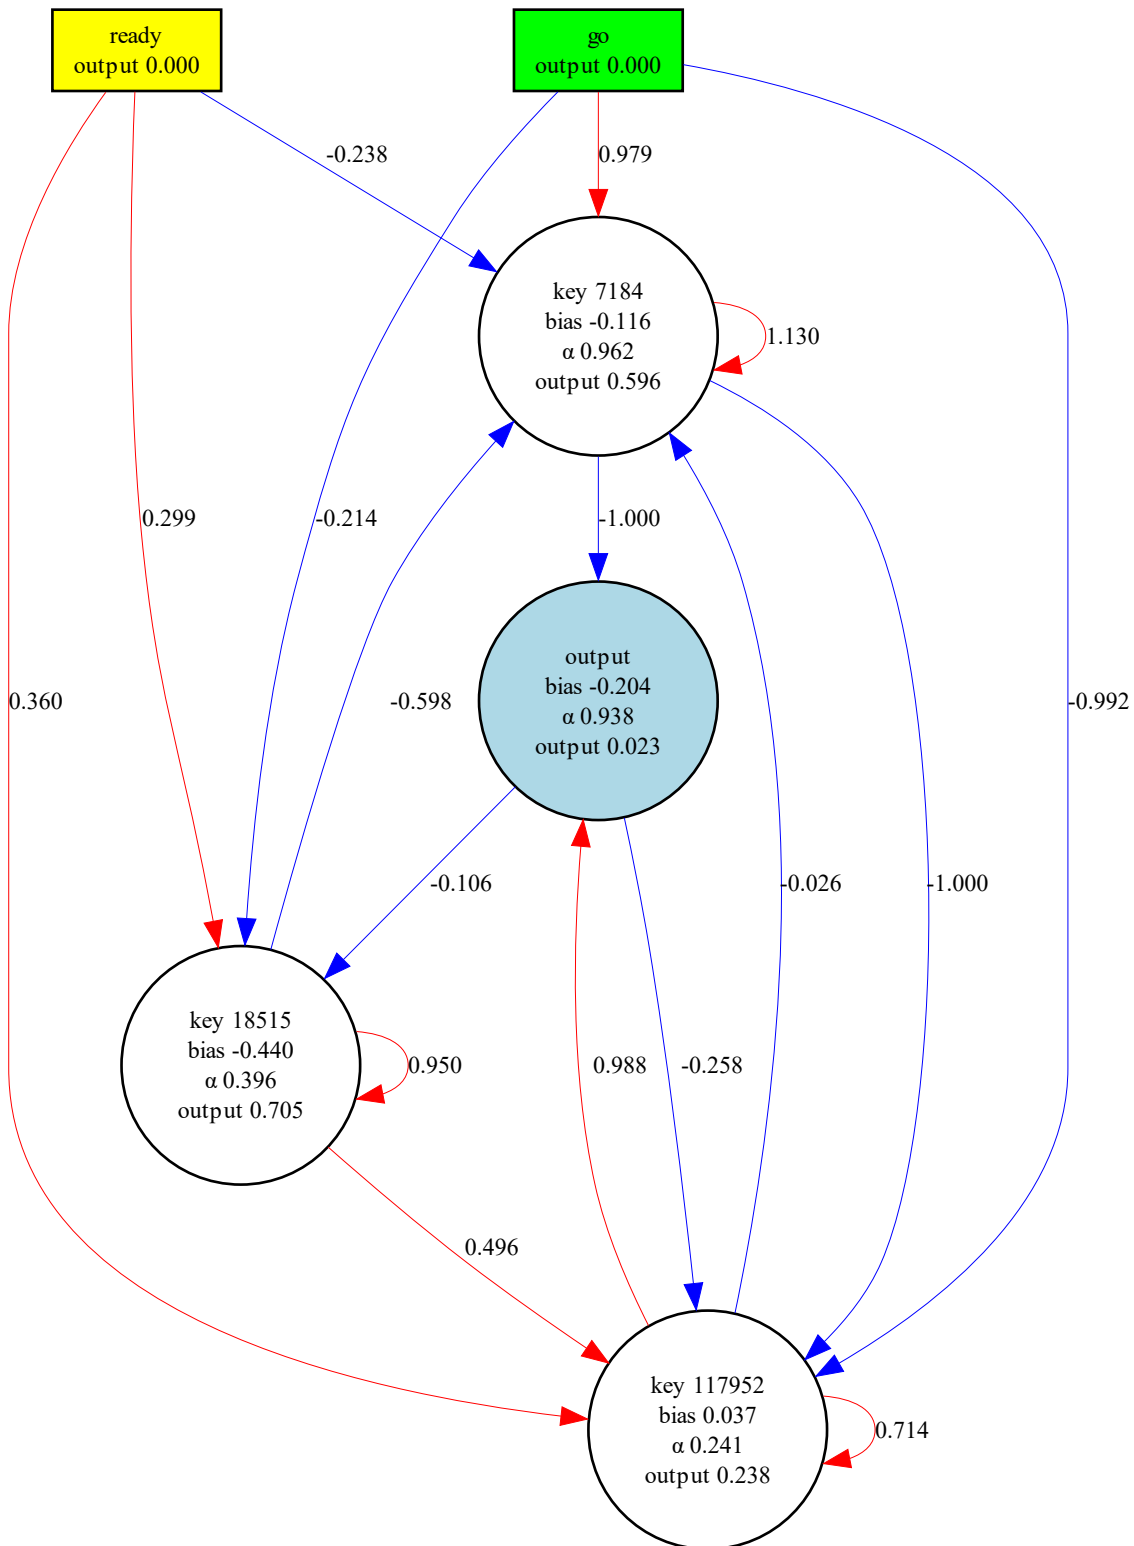 ready
output 0.000
go
output 0.000
-0.238
0.979
key 7184
bias -0.116
α 0.962
output 0.596
1.130
0.299
-0.214
-1.000
output
bias -0.204
α 0.938
output 0.023
0.360
-0.598
-0.992
-0.106
-0.026
-1.000
key 18515
bias -0.440
α 0.396
output 0.705
0.950
0.988
-0.258
0.496
key 117952
bias 0.037
α 0.241
output 0.238
0.714